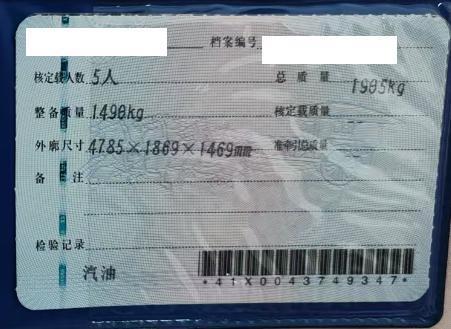 档案编号
核定载人数 5人 总质量 1985kg
整备质量 1490kg 核定载质量 --
外廓尺寸 4785×1869×1469mm 准牵引总质量 --
备注
检验记录
汽油
*41X0043749347*